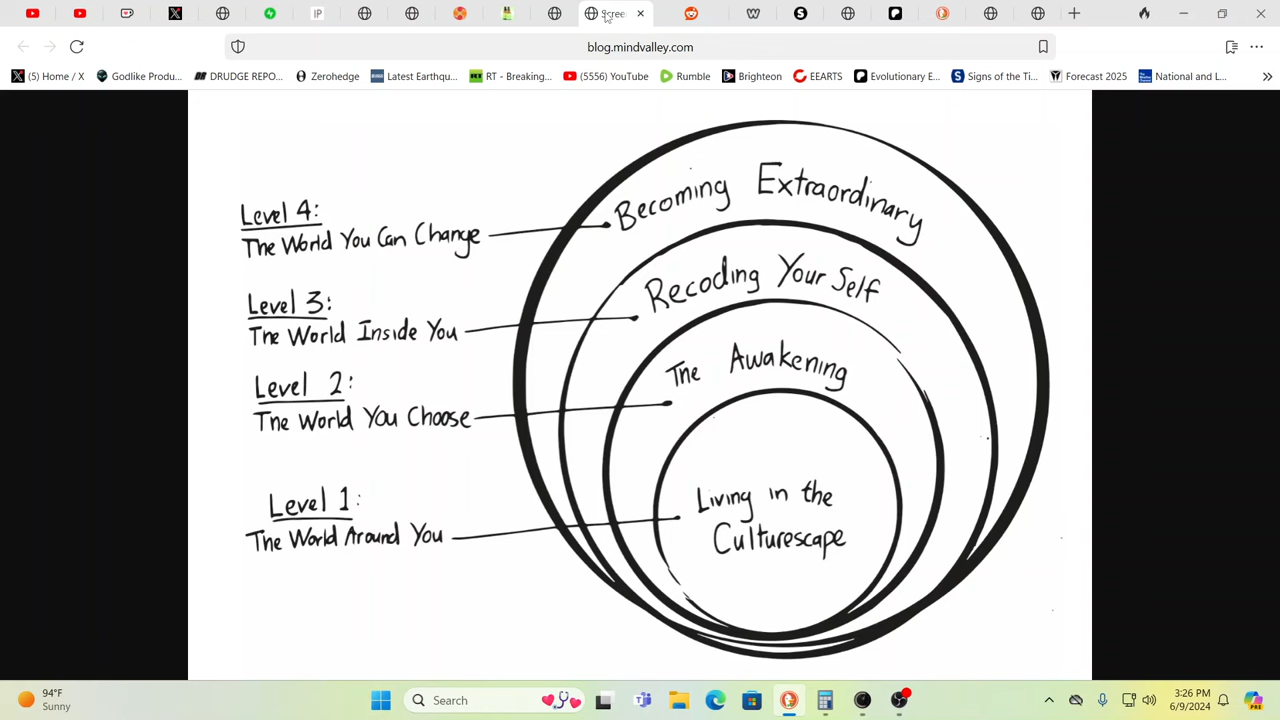 Scree
blog.mindvalley.com
(5) Home / X
Godlike Produ...
DRUDGE REPO...
Zerohedge
Latest Earthqu...
RT - Breaking...
(5556) YouTube
Rumble
Brighteon
EEARTS
Evolutionary E...
Signs of the Ti...
Forecast 2025
National and L...
Becoming Extraordinary
Level 4:
The World You Can Change
Recoding Your Self
Level 3:
The World Inside You
The Awakening
Level 2:
The World You Choose
Living in the
Culturescape
Level 1:
The World Around You
94°F
Sunny
Search
3:26 PM
6/9/2024